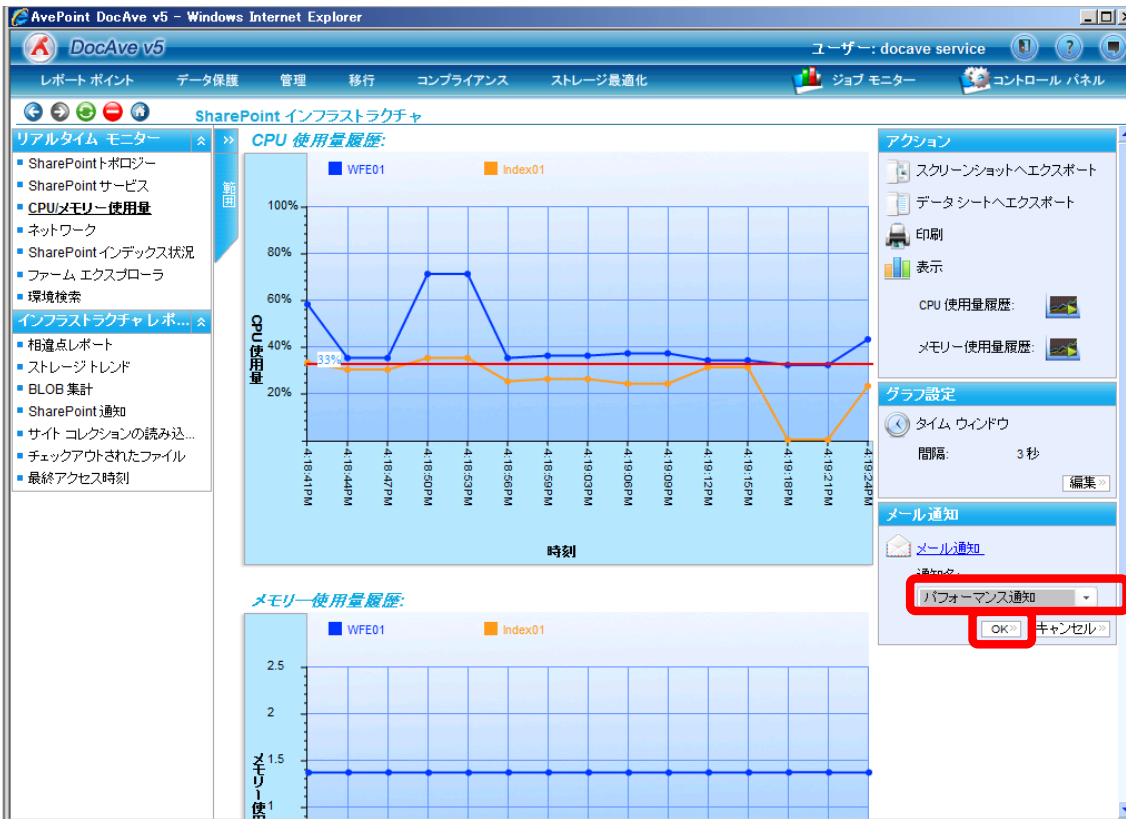 AvePoint DocAve v5 - Windows Internet Explorer
DocAve v5
ユーザー: docave service
レポート ポイント データ保護 管理 移行 コンプライアンス ストレージ最適化 ジョブ モニター コントロール パネル
SharePoint インフラストラクチャ
リアルタイム モニター
SharePointトポロジー
SharePoint サービス
CPU/メモリー使用量
ネットワーク
SharePoint インデックス状況
ファーム エクスプローラ
環境検索
インフラストラクチャ レポ...
相違点レポート
ストレージ トレンド
BLOB 集計
SharePoint 通知
サイト コレクションの読み込...
チェックアウトされたファイル
最終アクセス時刻
範囲
CPU 使用量履歴:
WFE01 Index01
CPU 使用量
100%
80%
60%
40%
33%
20%
4:18:41PM
4:18:44PM
4:18:47PM
4:18:50PM
4:18:53PM
4:18:56PM
4:18:59PM
4:19:03PM
4:19:06PM
4:19:09PM
4:19:12PM
4:19:15PM
4:19:18PM
4:19:21PM
4:19:24PM
時刻
メモリー使用量履歴:
WFE01 Index01
メモリー使
2.5
2
1.5
1
アクション
スクリーンショットへエクスポート
データ シートへエクスポート
印刷
表示
CPU 使用量履歴:
メモリー使用量履歴:
グラフ設定
タイム ウィンドウ
間隔: 3 秒
編集
メール通知
メール通知
通知名:
パフォーマンス通知
OK キャンセル